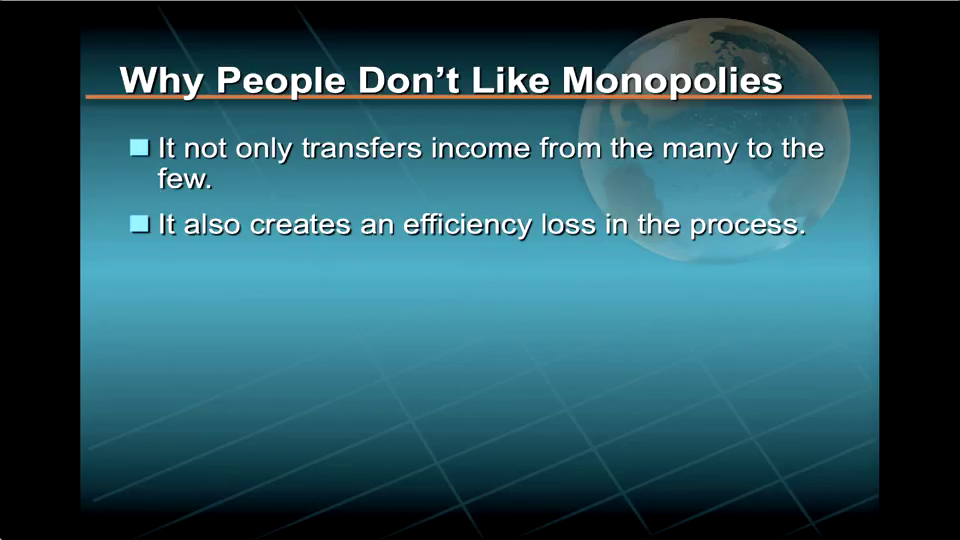 Why People Don't Like Monopolies
It not only transfers income from the many to the
few.
It also creates an efficiency loss in the process.